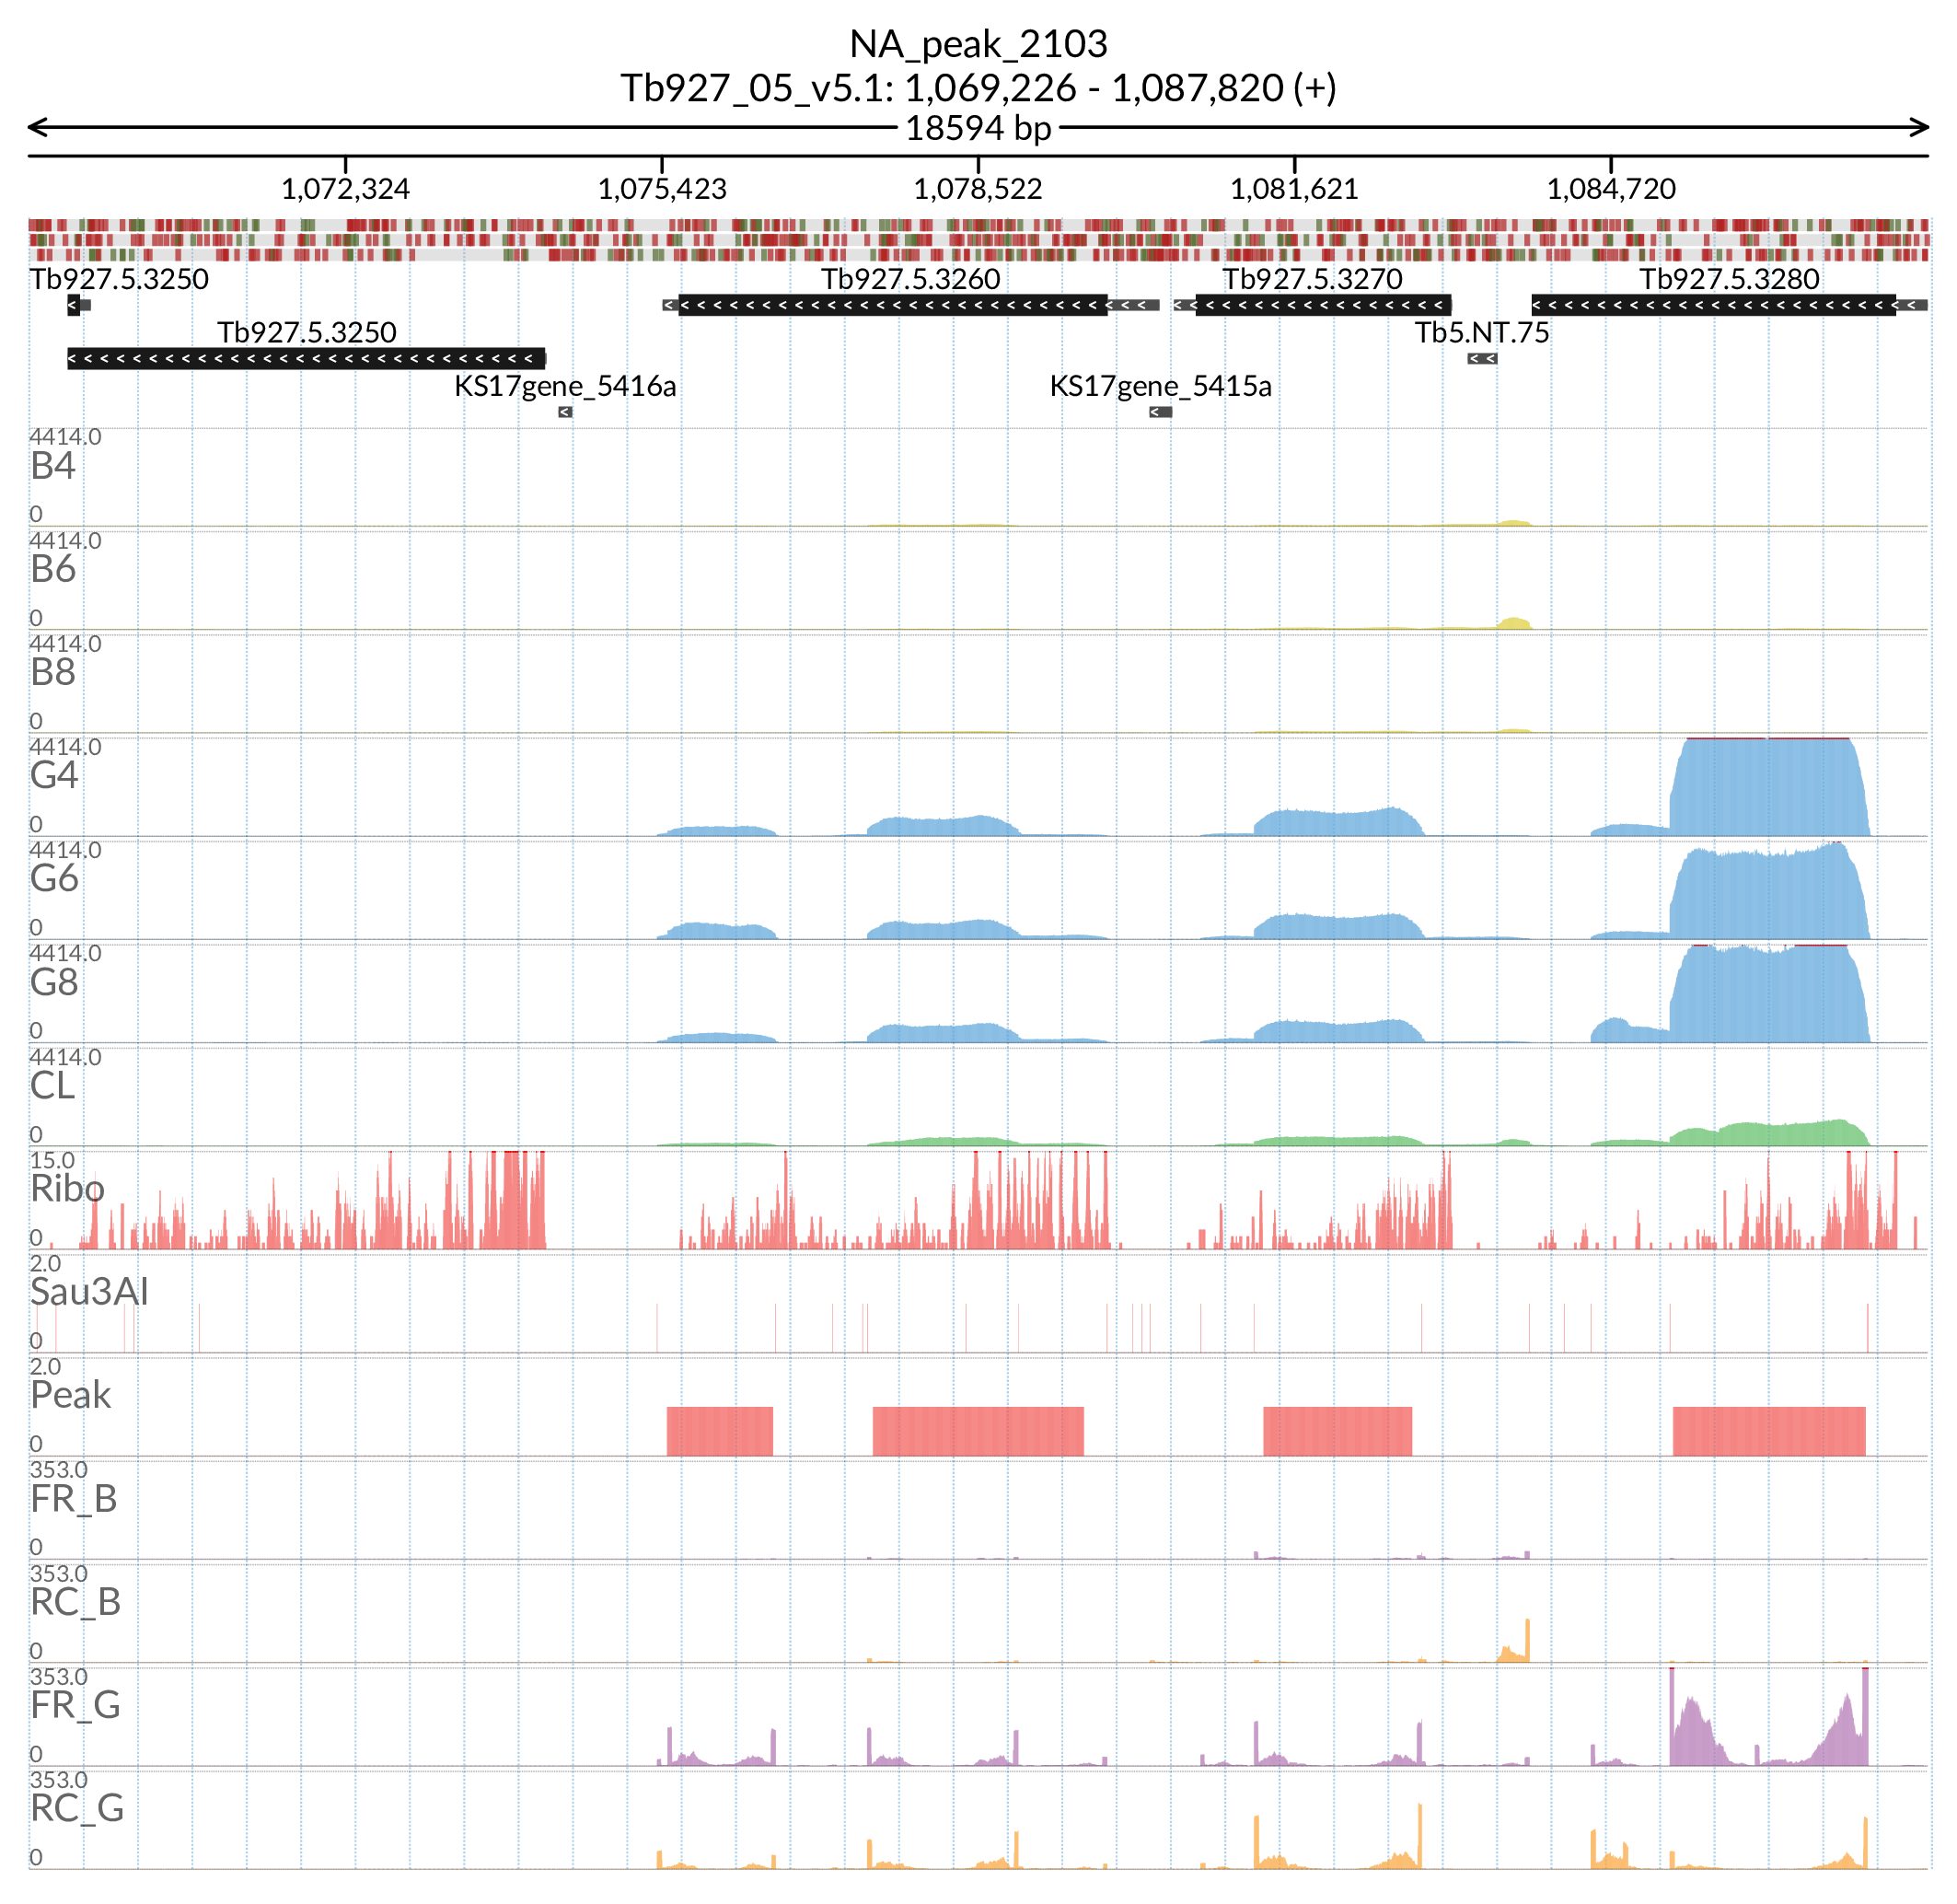 NA_peak_2103
Tb927_05_v5.1: 1,069,226 - 1,087,820 (+)
18594 bp
1,072,324 1,075,423 1,078,522 1,081,621 1,084,720
Tb927.5.3250 Tb927.5.3260 Tb927.5.3270 Tb927.5.3280
Tb927.5.3250 Tb5.NT.75
KS17gene_5416a KS17gene_5415a
4414.0
B4
0
4414.0
B6
0
4414.0
B8
0
4414.0
G4
0
4414.0
G6
0
4414.0
G8
0
4414.0
CL
0
15.0
Ribo
0
2.0
Sau3AI
0
2.0
Peak
0
353.0
FR_B
0
353.0
RC_B
0
353.0
FR_G
0
353.0
RC_G
0